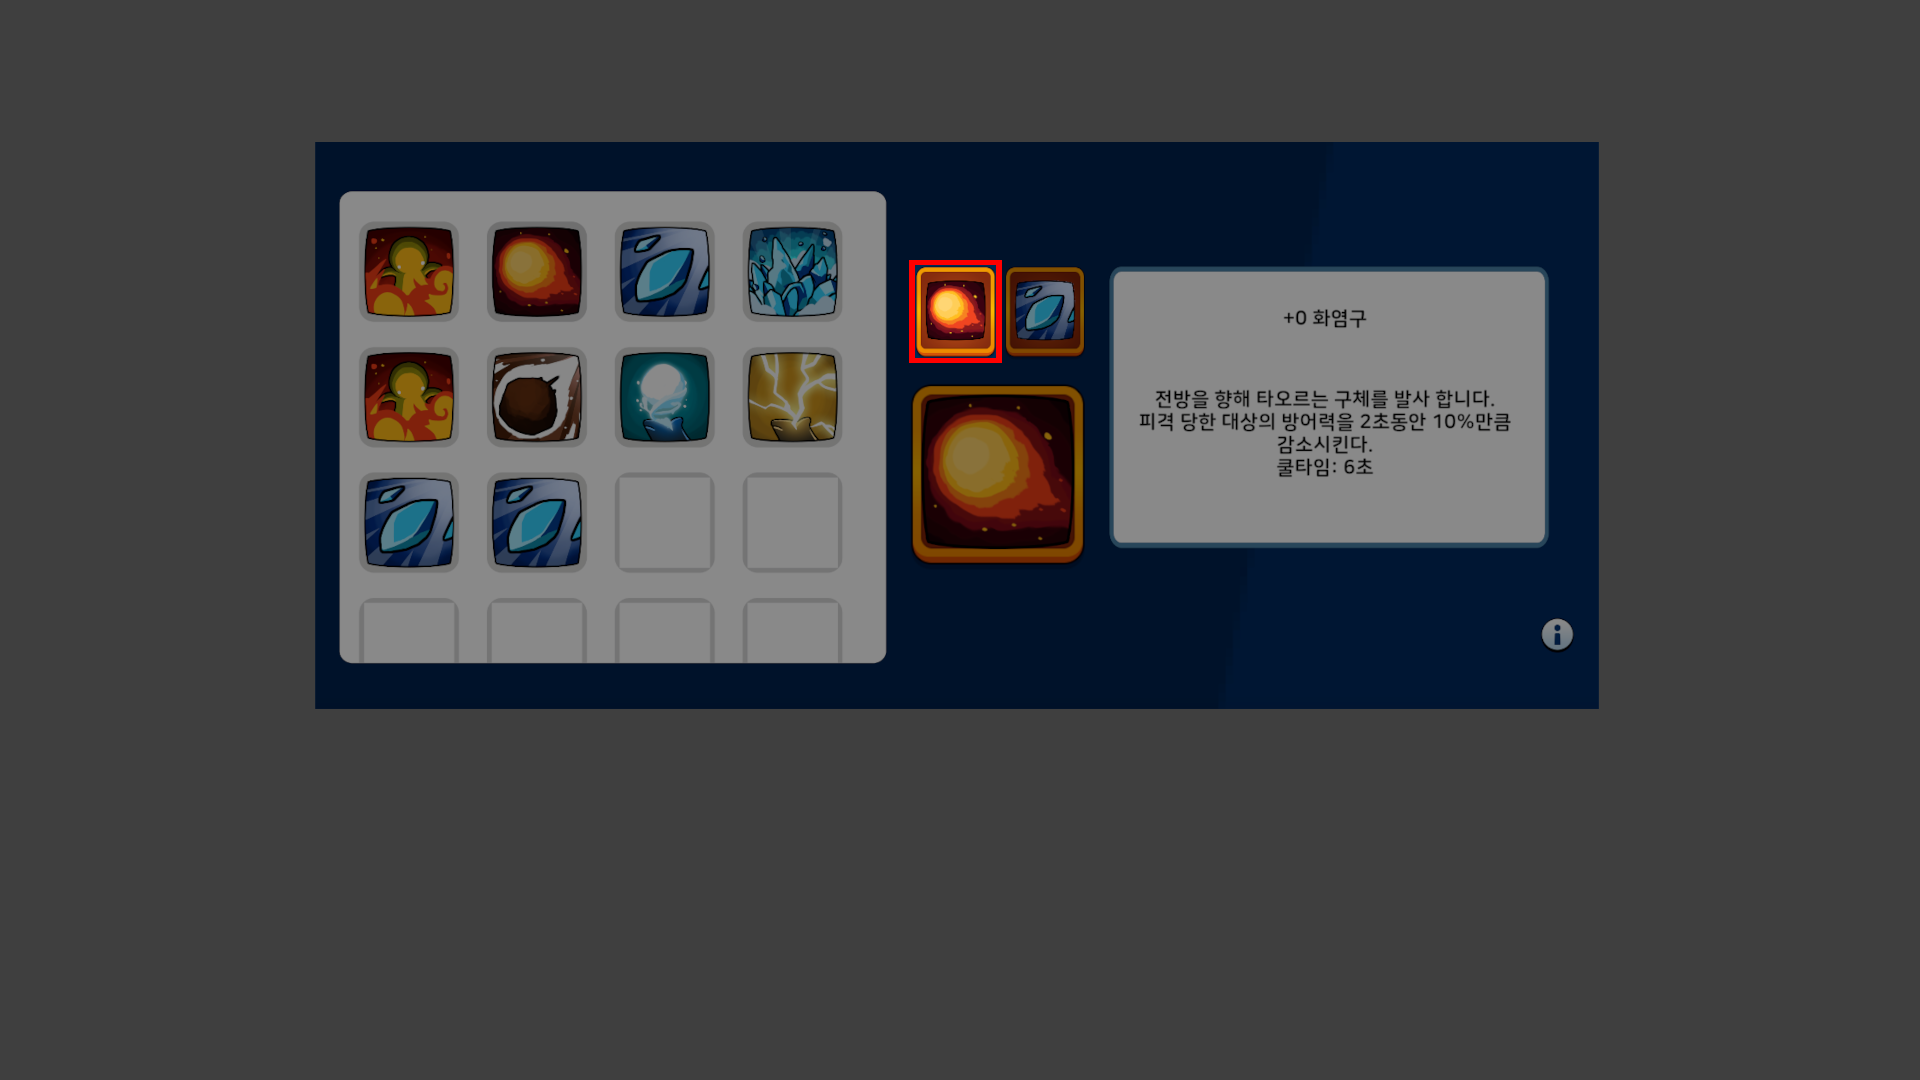 +0 화염구
전방을 향해 타오르는 구체를 발사 합니다.
피격 당한 대상의 방어력을 2초동안 10%만큼
감소시킨다.
쿨타임: 6초